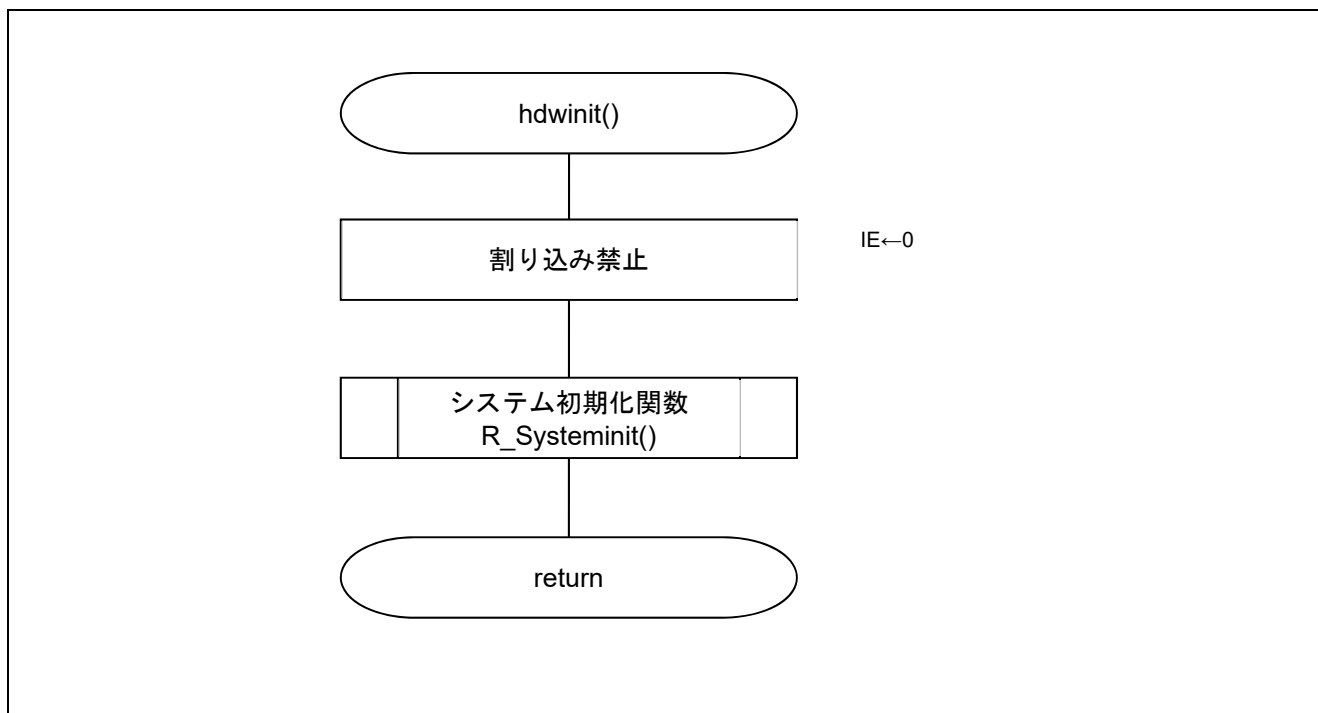 hdwinit()
割り込み禁止
IE←0
システム初期化関数
R_Systeminit()
return